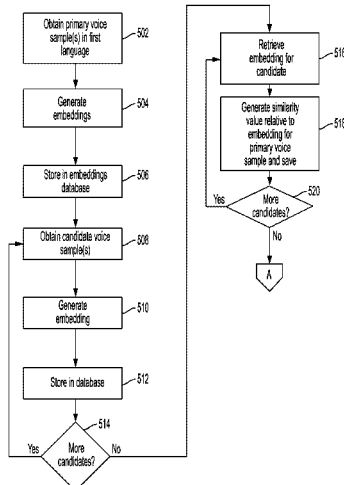 Obtain primary voice
sample(s) in first
language
502
Generate
embeddings
504
Store in embeddings
database
506
Obtain candidate voice
sample(s)
508
Generate
embedding
510
Store in database
512
514
More
candidates?
Yes
No
Retrieve
embedding for
candidate
516
Generate similarity
value relative to
embedding for
primary voice
sample and save
518
520
More
candidates?
Yes
No
A